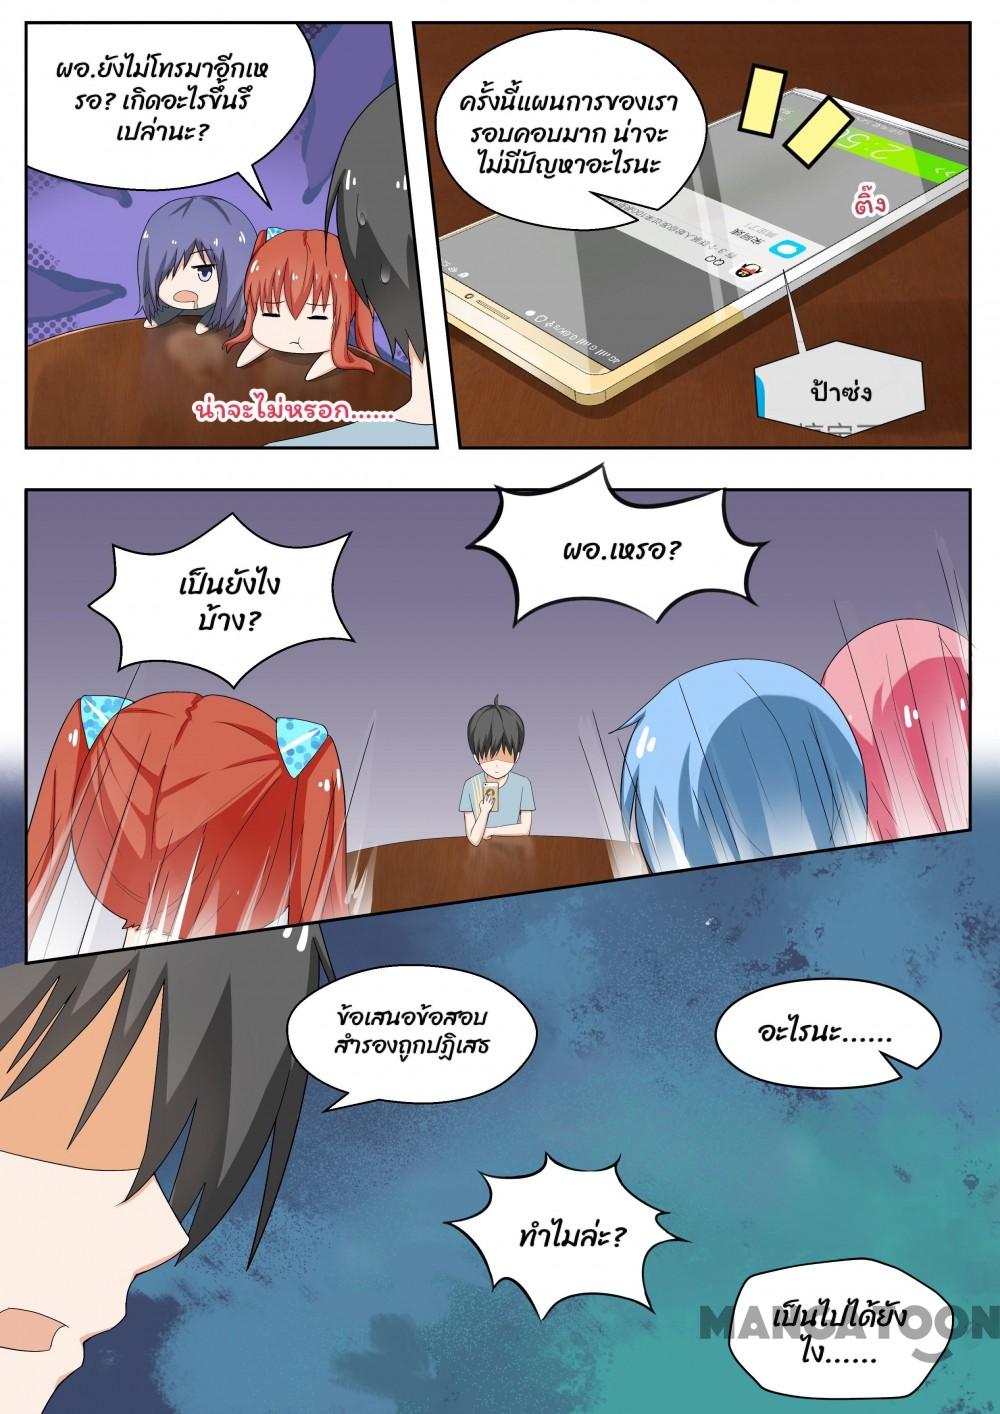 ผอ.ยังไม่โทรมาอีกเห
รอ? เกิดอะไรขึ้นรึ
เปล่านะ?
น่าจะไม่หรอก......
ครั้งนี้แผนการของเรา
รอบคอบมาก น่าจะ
ไม่มีปัญหาอะไรนะ
ติ๊ง
QQ
ป้าซ่ง
เป็นยังไง
บ้าง?
ผอ.เหรอ?
ข้อเสนอข้อสอบ
สำรองถูกปฏิเสธ
อะไรนะ......
ทำไมล่ะ?
เป็นไปได้ยัง
ไง......
MANGATOON